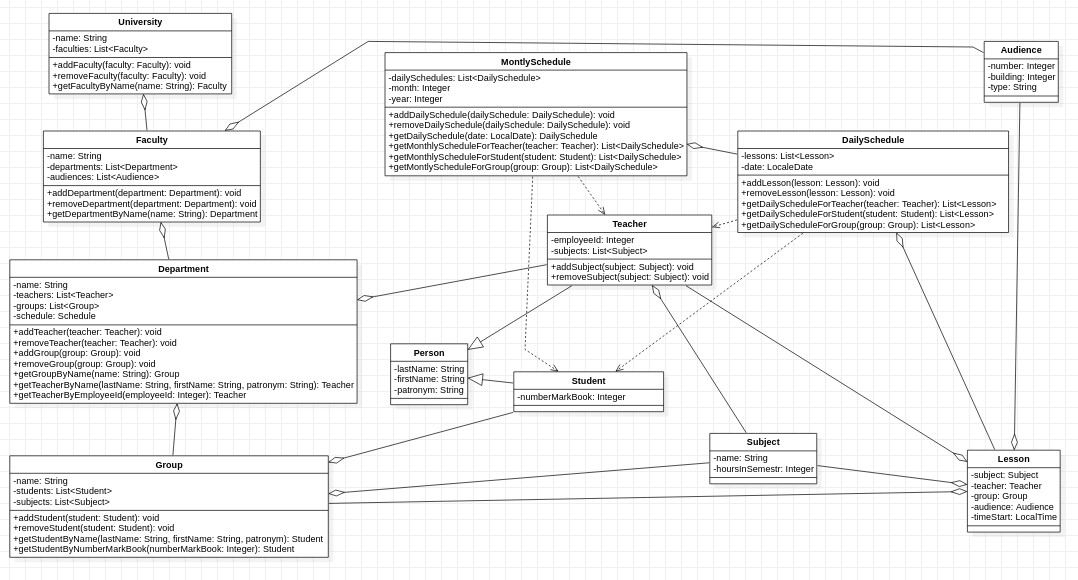 University
-name: String
-faculties: List<Faculty>
+addFaculty(faculty: Faculty): void
+removeFaculty(faculty: Faculty): void
+getFacultyByName(name: String): Faculty
Audience
-number: Integer
-building: Integer
-type: String
MontlySchedule
-dailySchedules: List<DailySchedule>
-month: Integer
-year: Integer
+addDailySchedule(dailySchedule: DailySchedule): void
+removeDailySchedule(dailySchedule: DailySchedule): void
+getDailySchedule(date: LocalDate): DailySchedule
+getMonthlyScheduleForTeacher(teacher: Teacher): List<DailySchedule>
+getMonthlyScheduleForStudent(student: Student): List<DailySchedule>
+getMontlyScheduleForGroup(group: Group): List<DailySchedule>
Faculty
-name: String
-departments: List<Department>
-audiences: List<Audience>
+addDepartment(department: Department): void
+removeDepartment(department: Department): void
+getDepartmentByName(name: String): Department
DailySchedule
-lessons: List<Lesson>
-date: LocaleDate
+addLesson(lesson: Lesson): void
+removeLesson(lesson: Lesson): void
+getDailyScheduleForTeacher(teacher: Teacher): List<Lesson>
+getDailyScheduleForStudent(student: Student): List<Lesson>
+getDailyScheduleForGroup(group: Group): List<Lesson>
Teacher
-employeeId: Integer
-subjects: List<Subject>
+addSubject(subject: Subject): void
+removeSubject(subject: Subject): void
Department
-name: String
-teachers: List<Teacher>
-groups: List<Group>
-schedule: Schedule
+addTeacher(teacher: Teacher): void
+removeTeacher(teacher: Teacher): void
+addGroup(group: Group): void
+removeGroup(group: Group): void
+getGroupByName(name: String): Group
+getTeacherByName(lastName: String, firstName: String, patronym: String): Teacher
+getTeacherByEmployeeId(employeeId: Integer): Teacher
Person
-lastName: String
-firstName: String
-patronym: String
Student
-numberMarkBook: Integer
Subject
-name: String
-hoursInSemestr: Integer
Lesson
-subject: Subject
-teacher: Teacher
-group: Group
-audience: Audience
-timeStart: LocalTime
Group
-name: String
-students: List<Student>
-subjects: List<Subject>
+addStudent(student: Student): void
+removeStudent(student: Student): void
+getStudentByName(lastName: String, firstName: String, patronym): Student
+getStudentByNumberMarkBook(numberMarkBook: Integer): Student